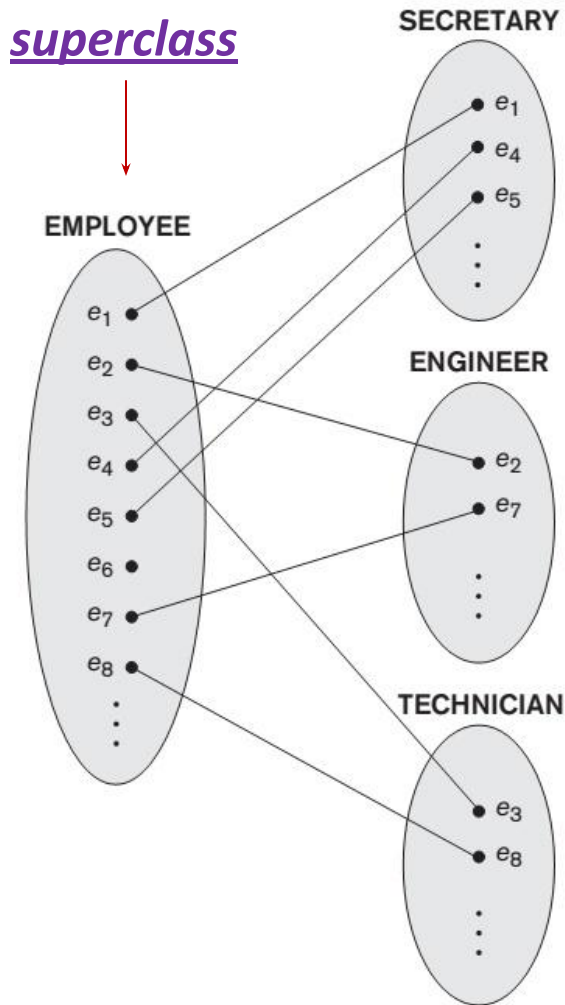 superclass
EMPLOYEE
e1
e2
e3
e4
e5
e6
e7
e8
SECRETARY
e1
e4
e5
ENGINEER
e2
e7
TECHNICIAN
e3
e8